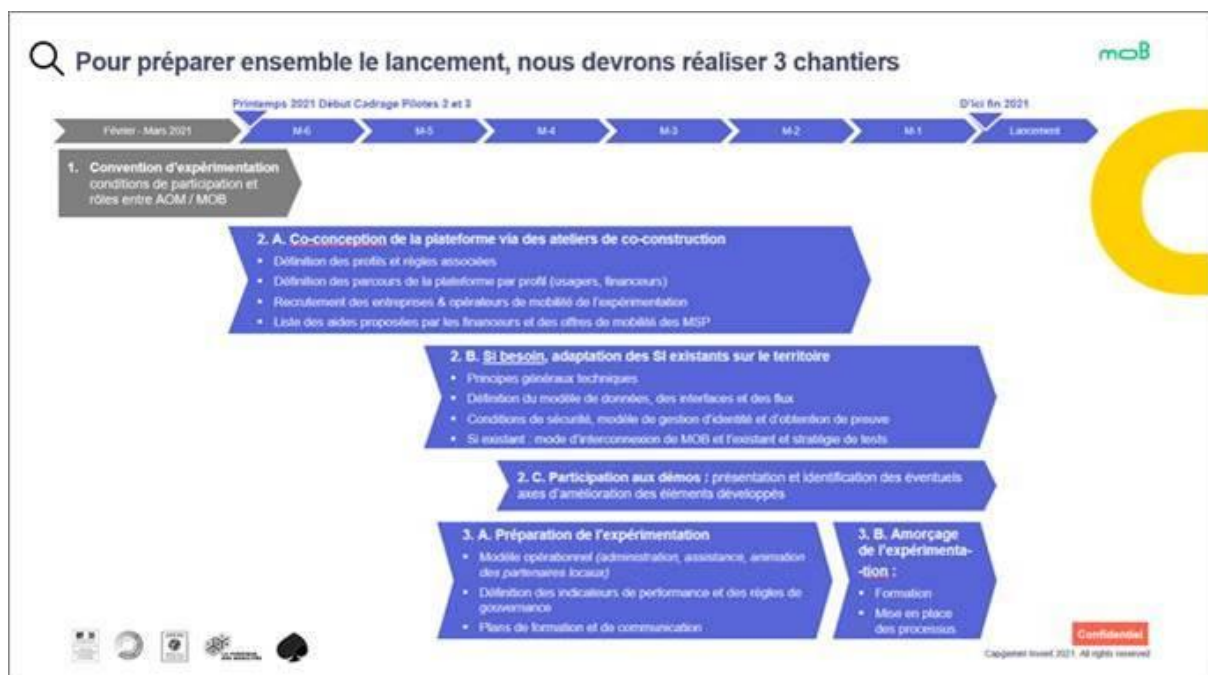 Pour préparer ensemble le lancement, nous devrons réaliser 3 chantiers
moB
Printemps 2021 Début Cadrage Pilotes 2 et 3
D'ici fin 2021
Février - Mars 2021
M-6
M-5
M-4
M-3
M-2
M-1
Lancement
1. Convention d'expérimentation
conditions de participation et
rôles entre AOM / MOB
2. A. Co-conception de la plateforme via des ateliers de co-construction
• Définition des profils et règles associées
• Définition des parcours de la plateforme par profil (usagers, financeurs)
• Recrutement des entreprises & opérateurs de mobilité de l'expérimentation
• Liste des aides proposées par les financeurs et des offres de mobilité des MSP
2. B. Si besoin, adaptation des SI existants sur le territoire
• Principes généraux techniques
• Définition du modèle de données, des interfaces et des flux
• Conditions de sécurité, modèle de gestion d'identité et d'obtention de preuve
• Si existant : mode d'interconnexion de MOB et l'existant et stratégie de tests
2. C. Participation aux démos : présentation et identification des éventuels
axes d'amélioration des éléments développés
3. A. Préparation de l'expérimentation
• Modèle opérationnel (administration, assistance, animation
des partenaires locaux)
• Définition des indicateurs de performance et des règles de
gouvernance
• Plans de formation et de communication
3. B. Amorçage
de l'expérimenta-
-tion :
• Formation
• Mise en place
des processus
Confidentiel
Capgemini Invent 2021. All rights reserved